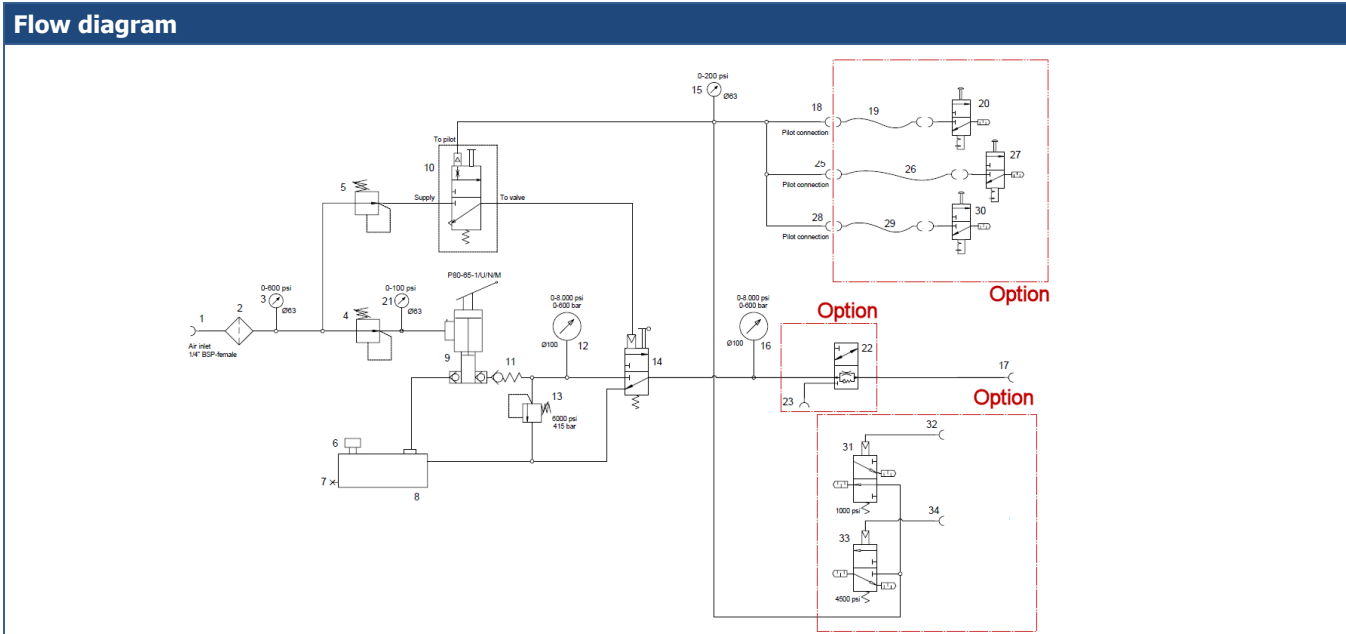 Flow diagram
0-200 psi
15
Ø63
18
19
20
Pilot connection
To pilot
10
25
26
27
Pilot connection
5
Supply
To valve
28
29
30
Pilot connection
P80-65-1/U/N/M
0-600 psi
3
Ø63
0-100 psi
21
Ø63
0-8.000 psi
0-600 bar
Ø100
12
0-8.000 psi
0-600 bar
Ø100
16
Option
Option
1
2
4
Air inlet
1/4" BSP-female
9
11
14
22
17
23
Option
13
6000 psi
415 bar
6
7
8
32
31
1000 psi
34
33
4500 psi